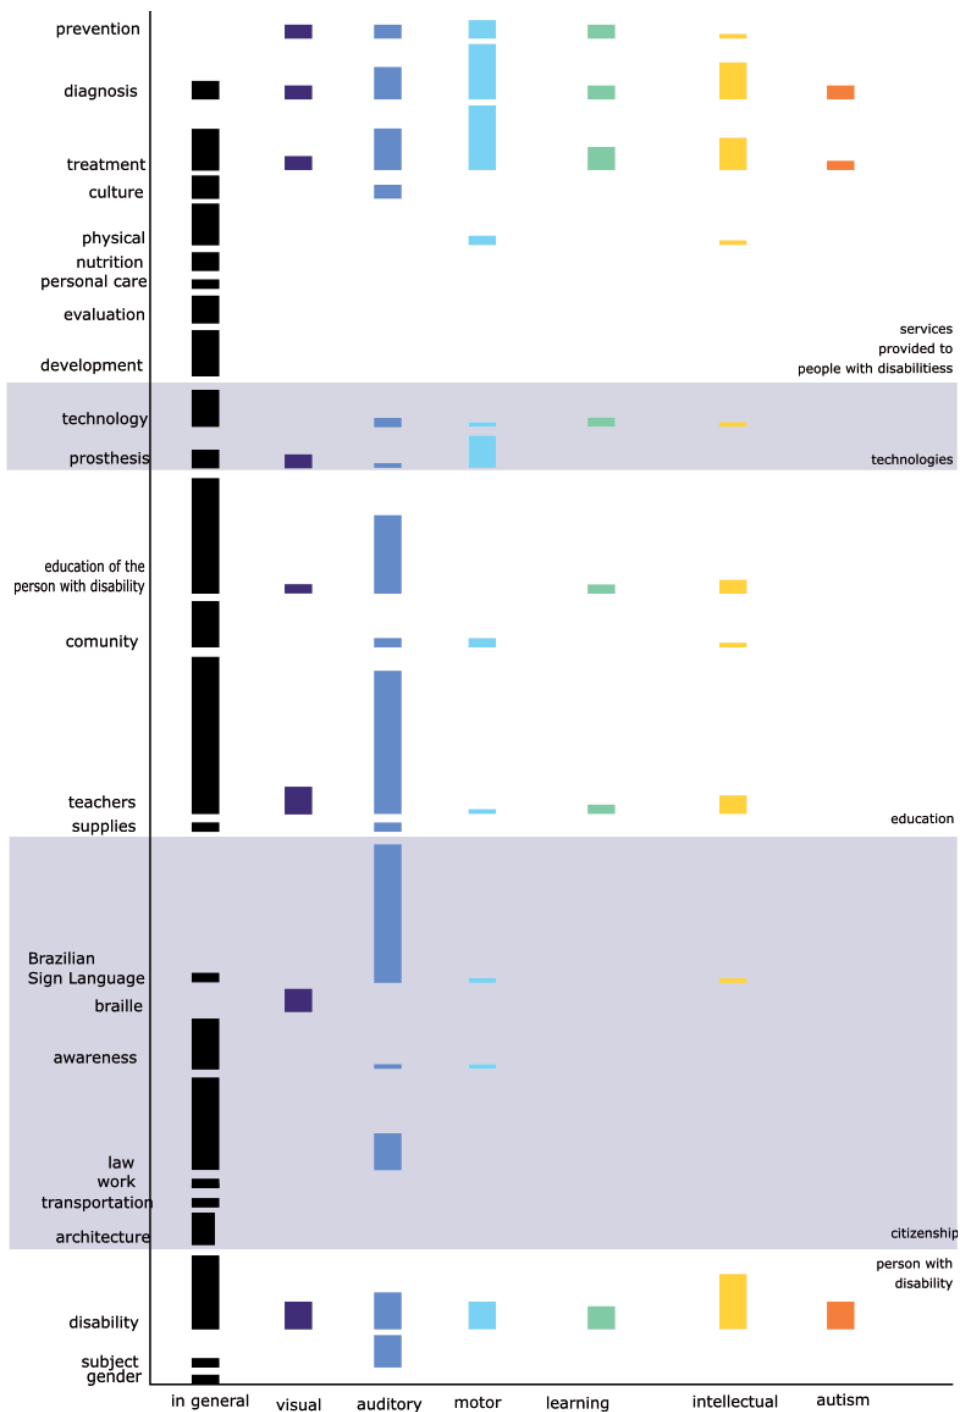 prevention
diagnosis
treatment
culture
physical
nutrition
personal care
evaluation
development
services
provided to
people with disabilitiess
technology
prosthesis
technologies
education of the
person with disability
comunity
teachers
supplies
education
Brazilian
Sign Language
braille
awareness
law
work
transportation
architecture
citizenship
person with
disability
disability
subject
gender
in general
visual
auditory
motor
learning
intellectual
autism